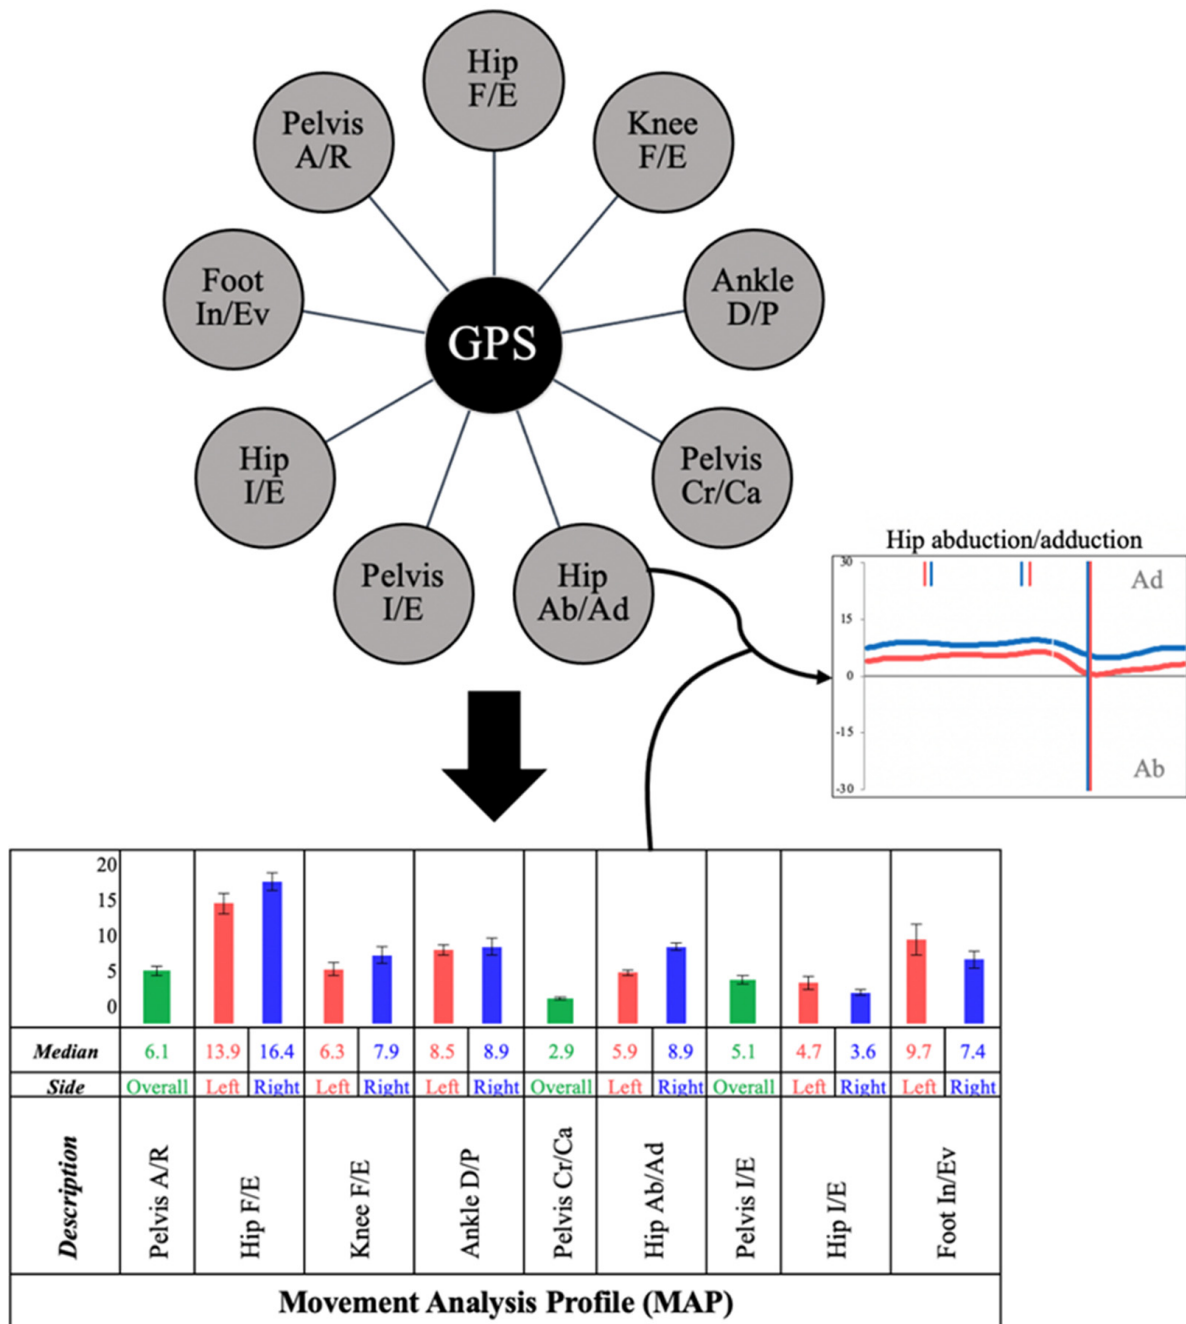 Hip
F/E
Pelvis
A/R
Knee
F/E
Foot
In/Ev
Ankle
D/P
GPS
Hip
I/E
Pelvis
Cr/Ca
Pelvis
I/E
Hip
Ab/Ad
Hip abduction/adduction
30
Ad
15
0
-15
Ab
-30
20
15
10
5
0
Median 6.1 13.9 16.4 6.3 7.9 8.5 8.9 2.9 5.9 8.9 5.1 4.7 3.6 9.7 7.4
Side Overall Left Right Left Right Left Right Overall Left Right Overall Left Right Left Right
Description
Pelvis A/R
Hip F/E
Knee F/E
Ankle D/P
Pelvis Cr/Ca
Hip Ab/Ad
Pelvis I/E
Hip I/E
Foot In/Ev
Movement Analysis Profile (MAP)